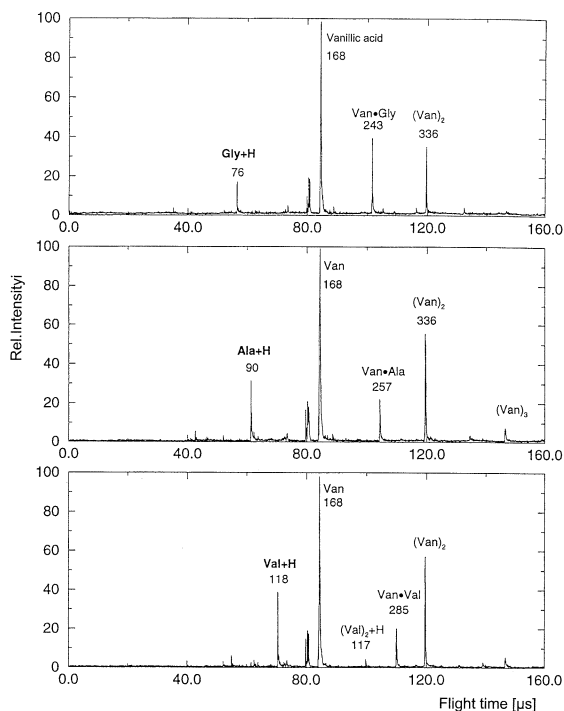 100
80
60
40
20
0
Vanillic acid
168
Van•Gly
243
(Van)2
336
Gly+H
76
0.0 40.0 80.0 120.0 160.0
Rel.Intensityi
100
80
60
40
20
0
Van
168
(Van)2
336
Ala+H
90
Van•Ala
257
(Van)3
0.0 40.0 80.0 120.0 160.0
100
80
60
40
20
0
Van
168
(Van)2
Val+H
118
Van•Val
285
(Val)2+H
117
0.0 40.0 80.0 120.0 160.0
Flight time [µs]